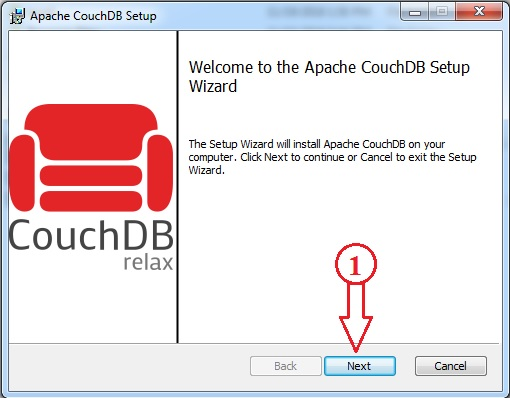 Apache CouchDB Setup
Welcome to the Apache CouchDB Setup
Wizard
The Setup Wizard will install Apache CouchDB on your
computer. Click Next to continue or Cancel to exit the Setup
Wizard.
CouchDB
relax
1
Back
Next
Cancel